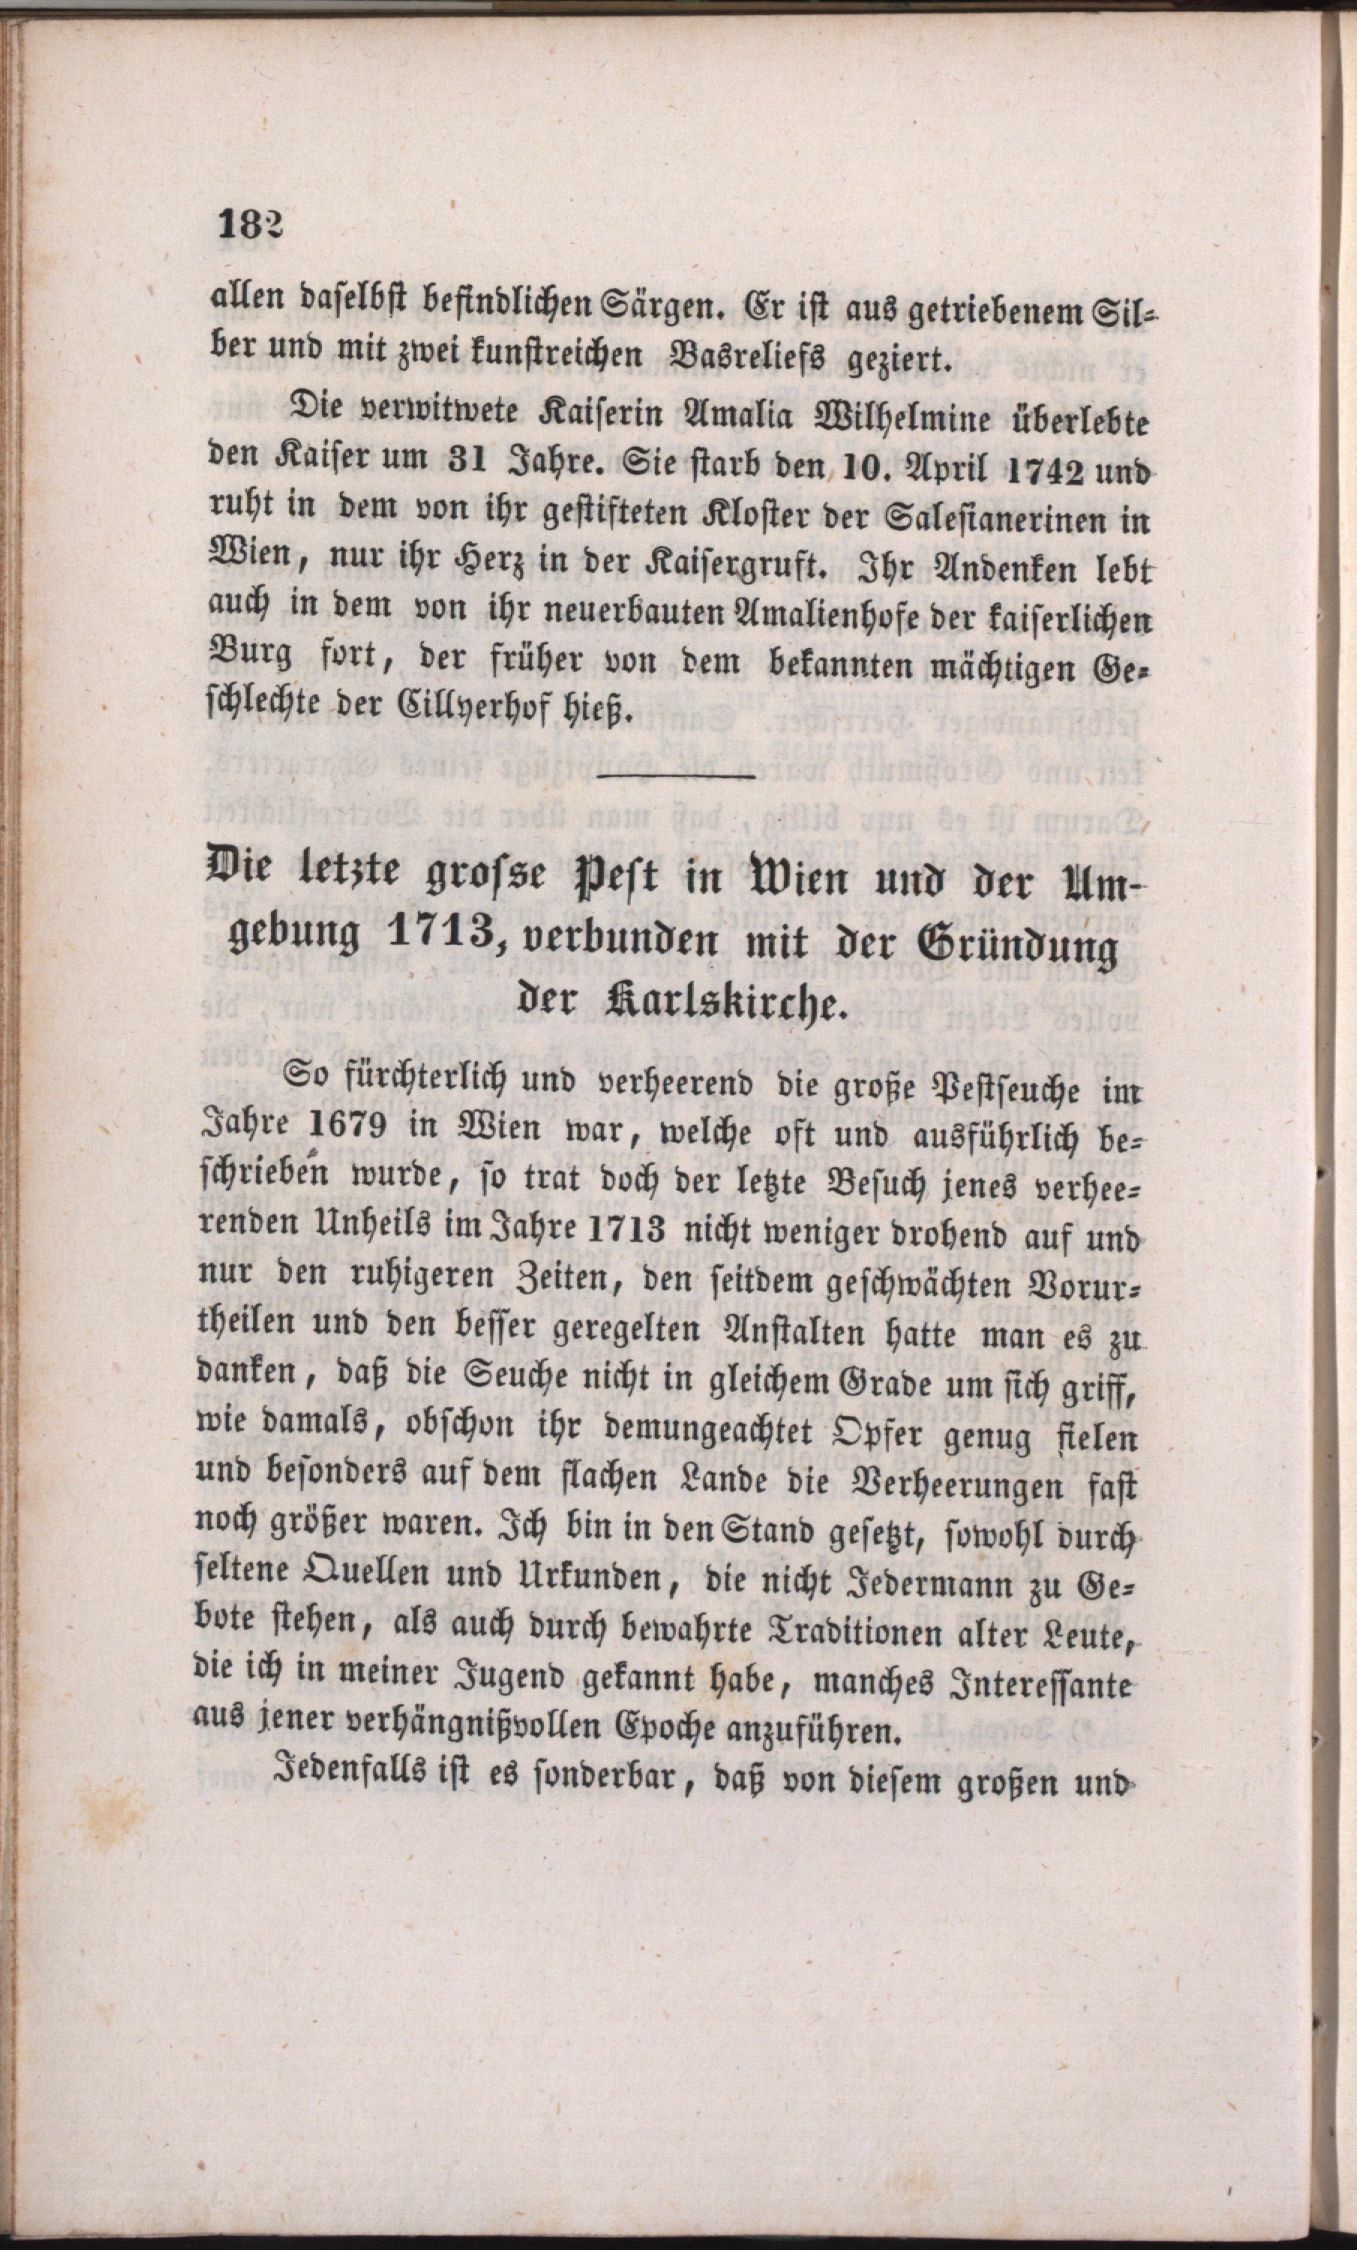 182
allen daselbst befindlichen Särgen. Er ist aus getriebenem Sil-
ber und mit zwei kunstreichen Basreliefs geziert.
Die verwitwete Kaiserin Amalia Wilhelmine überlebte
den Kaiser um 31 Jahre. Sie starb den 10. April 1742 und
ruht in dem von ihr gestifteten Kloster der Salesianerinen in
Wien, nur ihr Herz in der Kaisergruft. Ihr Andenken lebt
auch in dem von ihr neuerbauten Amalienhofe der kaiserlichen
Burg fort, der früher von dem bekannten mächtigen Ge-
schlechte der Cillyerhof hieß.
Die letzte grosse Pest in Wien und der Um-
gebung 1713, verbunden mit der Gründung
der Karlskirche.
So fürchterlich und verheerend die große Pestseuche im
Jahre 1679 in Wien war, welche oft und ausführlich be-
schrieben wurde, so trat doch der letzte Besuch jenes verhee-
renden Unheils im Jahre 1713 nicht weniger drohend auf und
nur den ruhigeren Zeiten, den seitdem geschwächten Vorur-
theilen und den besser geregelten Anstalten hatte man es zu
danken, daß die Seuche nicht in gleichem Grade um sich griff,
wie damals, obschon ihr demungeachtet Opfer genug fielen
und besonders auf dem flachen Lande die Verheerungen fast
noch größer waren. Ich bin in den Stand gesetzt, sowohl durch
seltene Quellen und Urkunden, die nicht Jedermann zu Ge-
bote stehen, als auch durch bewahrte Traditionen alter Leute,
die ich in meiner Jugend gekannt habe, manches Interessante
aus jener verhängnißvollen Epoche anzuführen.
Jedenfalls ist es sonderbar, daß von diesem großen und